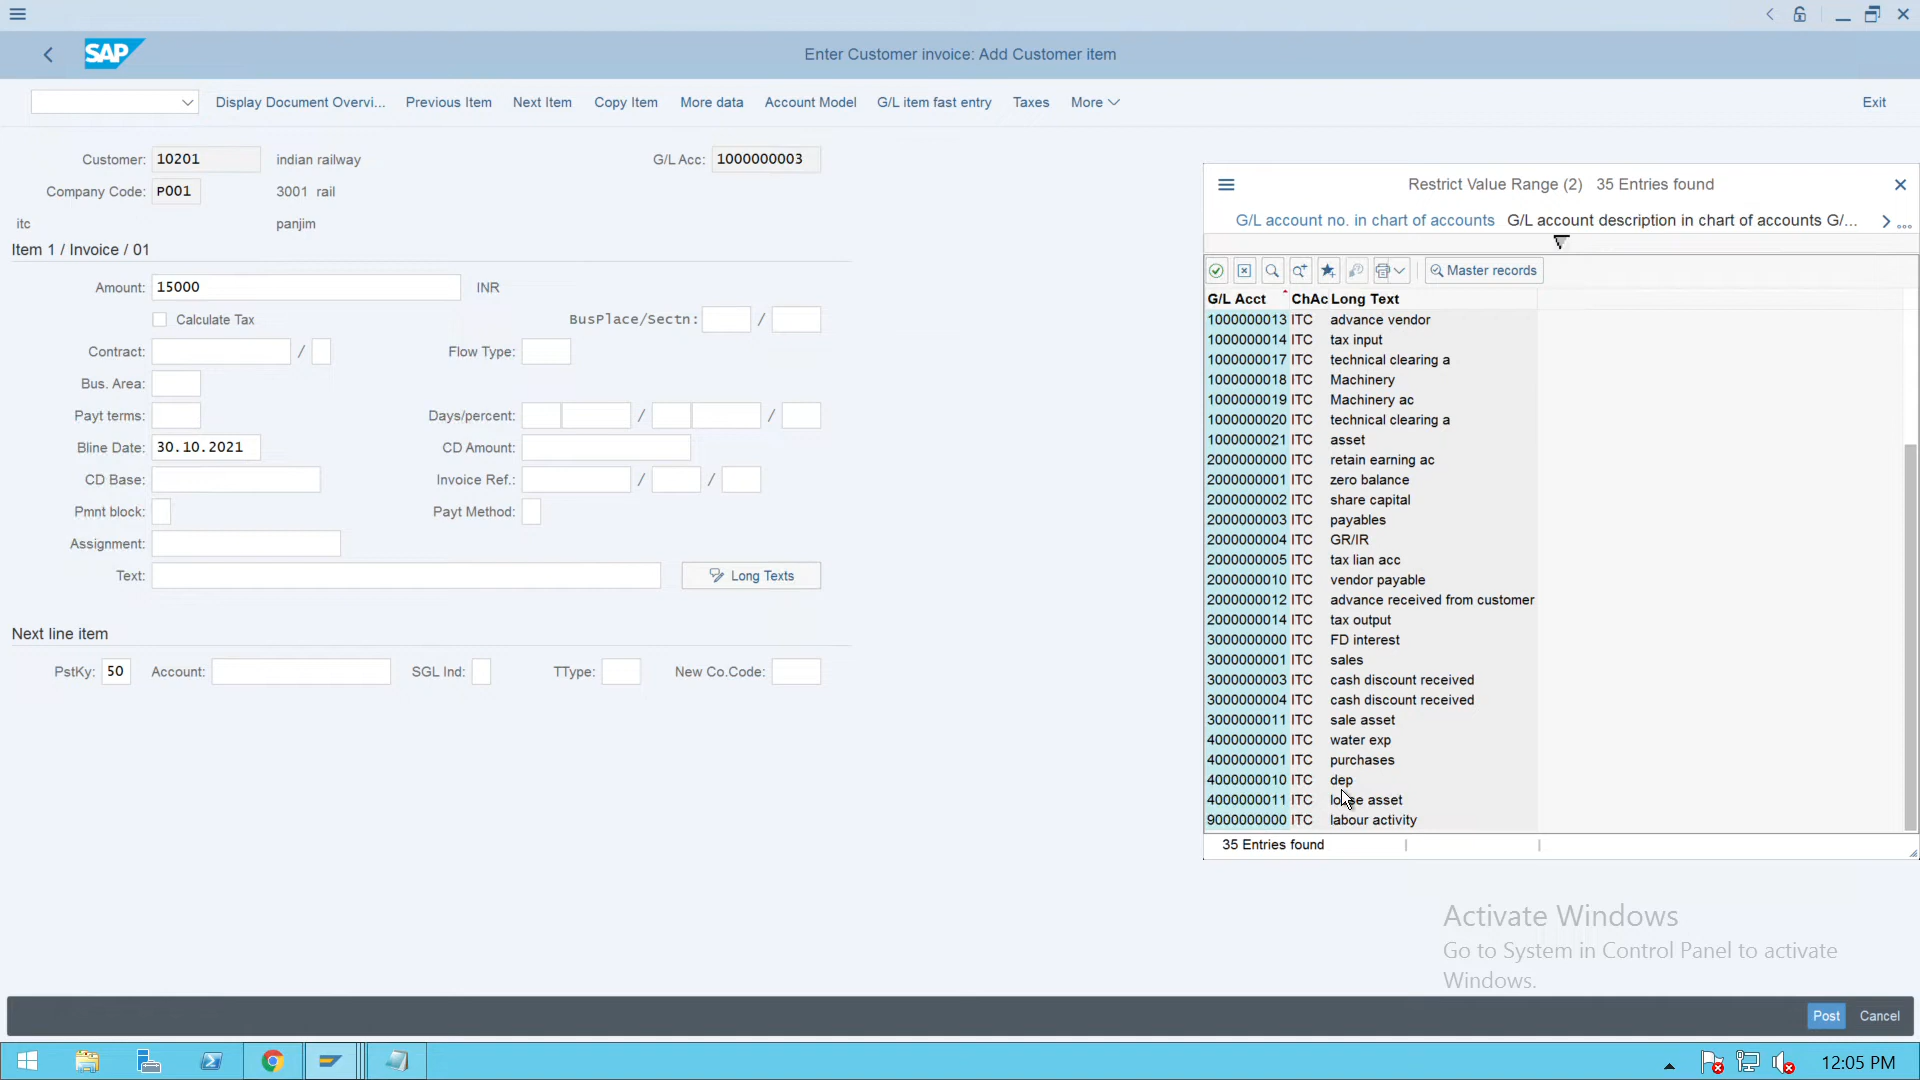 SAP
Enter Customer invoice: Add Customer item
Display Document Overvi... Previous Item Next Item Copy Item More data Account Model G/L item fast entry Taxes More Exit
Customer: 10201 indian railway G/L Acc: 1000000003
Company Code: P001 3001 rail
itc panjim
Item 1 / Invoice / 01
Amount: 15000 INR
Calculate Tax BusPlace/Sectn: /
Contract: / Flow Type:
Bus. Area:
Payt terms: Days/percent: / /
Bline Date: 30.10.2021 CD Amount:
CD Base: Invoice Ref.: / /
Pmnt block: Payt Method:
Assignment:
Text: Long Texts
Next line item
PstKy: 50 Account: SGL Ind: TType: New Co.Code:
Restrict Value Range (2) 35 Entries found
G/L account no. in chart of accounts G/L account description in chart of accounts G/...
Master records
G/L Acct ChAc Long Text
1000000013 ITC advance vendor
1000000014 ITC tax input
1000000017 ITC technical clearing a
1000000018 ITC Machinery
1000000019 ITC Machinery ac
1000000020 ITC technical clearing a
1000000021 ITC asset
2000000000 ITC retain earning ac
2000000001 ITC zero balance
2000000002 ITC share capital
2000000003 ITC payables
2000000004 ITC GR/IR
2000000005 ITC tax lian acc
2000000010 ITC vendor payable
2000000012 ITC advance received from customer
2000000014 ITC tax output
3000000000 ITC FD interest
3000000001 ITC sales
3000000003 ITC cash discount received
3000000004 ITC cash discount received
3000000011 ITC sale asset
4000000000 ITC water exp
4000000001 ITC purchases
4000000010 ITC dep
4000000011 ITC asset
9000000000 ITC labour activity
35 Entries found
Activate Windows
Go to System in Control Panel to activate
Windows.
Post Cancel
12:05 PM